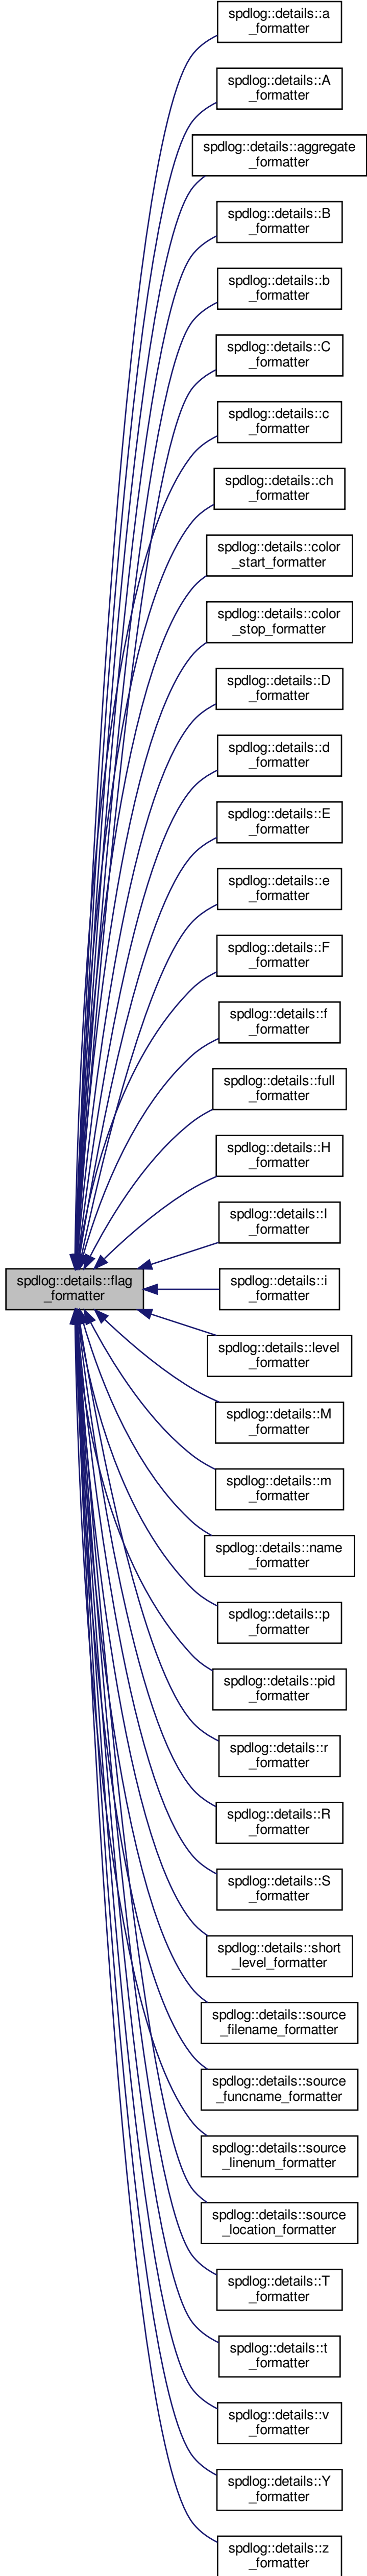 spdlog::details::a
_formatter
spdlog::details::A
_formatter
spdlog::details::aggregate
_formatter
spdlog::details::B
_formatter
spdlog::details::b
_formatter
spdlog::details::C
_formatter
spdlog::details::c
_formatter
spdlog::details::ch
_formatter
spdlog::details::color
_start_formatter
spdlog::details::color
_stop_formatter
spdlog::details::D
_formatter
spdlog::details::d
_formatter
spdlog::details::E
_formatter
spdlog::details::e
_formatter
spdlog::details::F
_formatter
spdlog::details::f
_formatter
spdlog::details::full
_formatter
spdlog::details::H
_formatter
spdlog::details::I
_formatter
spdlog::details::flag
_formatter
spdlog::details::i
_formatter
spdlog::details::level
_formatter
spdlog::details::M
_formatter
spdlog::details::m
_formatter
spdlog::details::name
_formatter
spdlog::details::p
_formatter
spdlog::details::pid
_formatter
spdlog::details::r
_formatter
spdlog::details::R
_formatter
spdlog::details::S
_formatter
spdlog::details::short
_level_formatter
spdlog::details::source
_filename_formatter
spdlog::details::source
_funcname_formatter
spdlog::details::source
_linenum_formatter
spdlog::details::source
_location_formatter
spdlog::details::T
_formatter
spdlog::details::t
_formatter
spdlog::details::v
_formatter
spdlog::details::Y
_formatter
spdlog::details::z
_formatter